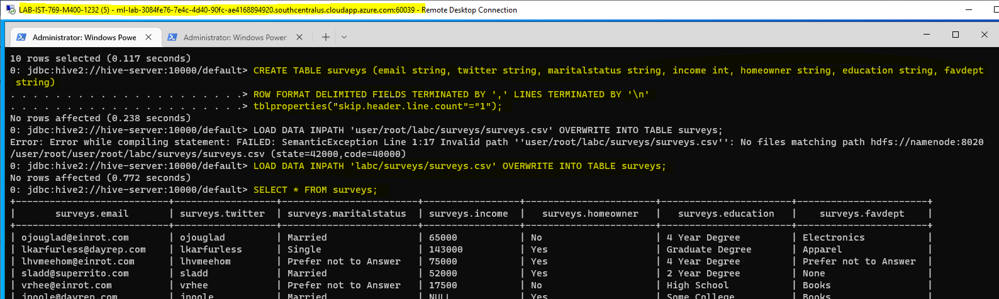 LAB-IST-769-M400-1232 (5) - ml-lab-3084fe76-7e4c-4d40-90fc-ae4168894920.southcentralus.cloudapp.azure.com:60039 - Remote Desktop Connection
Administrator: Windows Powe
Administrator: Windows Power
10 rows selected (0.117 seconds)
0: jdbc:hive2://hive-server:10000/default> CREATE TABLE surveys (email string, twitter string, maritalstatus string, income int, homeowner string, education string, favdept
string)
. . . . . . . . . . . . . . . . . . . . .> ROW FORMAT DELIMITED FIELDS TERMINATED BY ',' LINES TERMINATED BY '\n'
. . . . . . . . . . . . . . . . . . . . .> tblproperties("skip.header.line.count"="1");
No rows affected (0.238 seconds)
0: jdbc:hive2://hive-server:10000/default> LOAD DATA INPATH 'user/root/labc/surveys/surveys.csv' OVERWRITE INTO TABLE surveys;
Error: Error while compiling statement: FAILED: SemanticException Line 1:17 Invalid path ''user/root/labc/surveys/surveys.csv'': No files matching path hdfs://namenode:8020
/user/root/user/root/labc/surveys/surveys.csv (state=42000,code=40000)
0: jdbc:hive2://hive-server:10000/default> LOAD DATA INPATH 'labc/surveys/surveys.csv' OVERWRITE INTO TABLE surveys;
No rows affected (0.772 seconds)
0: jdbc:hive2://hive-server:10000/default> SELECT * FROM surveys;
| surveys.email | surveys.twitter | surveys.maritalstatus | surveys.income | surveys.homeowner | surveys.education | surveys.favdept |
| ojouglad@einrot.com | ojouglad | Married | 65000 | No | 4 Year Degree | Electronics |
| lkarfurless@dayrep.com | lkarfurless | Single | 143000 | Yes | Graduate Degree | Apparel |
| lhvmeehom@einrot.com | lhvmeehom | Prefer not to Answer | 75000 | Yes | 4 Year Degree | Prefer not to Answer |
| sladd@superrito.com | sladd | Married | 52000 | Yes | 2 Year Degree | None |
| vrhee@einrot.com | vrhee | Prefer not to Answer | 17500 | No | High School | Books |
| jpoole@dayrep.com | jpoole | Married | NULL | Yes | Some College | Books |